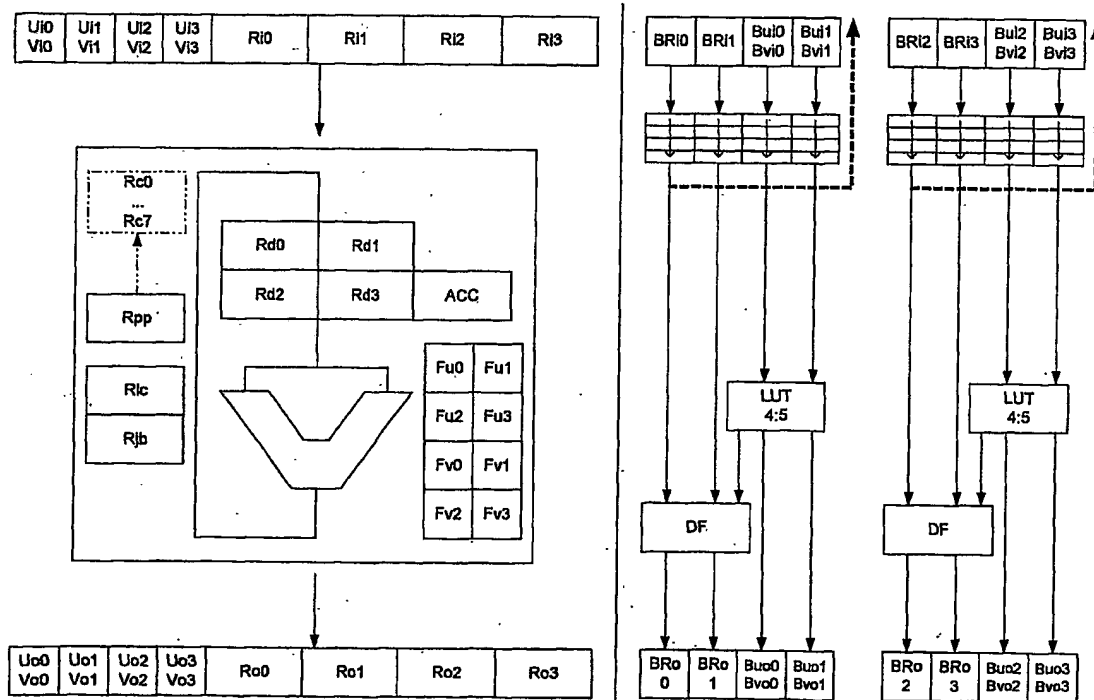 Ui0 Ui1 Ui2 Ui3
Vi0 Vi1 Vi2 Vi3
Ri0 Ri1 Ri2 Ri3
Rc0
...
Rc7
Rpp
Rlc
Rjb
Rd0 Rd1
Rd2 Rd3 ACC
Fu0 Fu1
Fu2 Fu3
Fv0 Fv1
Fv2 Fv3
Uo0 Uo1 Uo2 Uo3
Vo0 Vo1 Vo2 Vo3
Ro0 Ro1 Ro2 Ro3
BRi0 BRi1
Bui0 Bui1
Bvi0 Bvi1
LUT
4:5
DF
BRo BRo
0 1
Buo0 Buo1
Bvo0 Bvo1
BRi2 BRi3
Bui2 Bui3
Bvi2 Bvi3
LUT
4:5
DF
BRo BRo
2 3
Buo2 Buo3
Bvo2 Bvo3